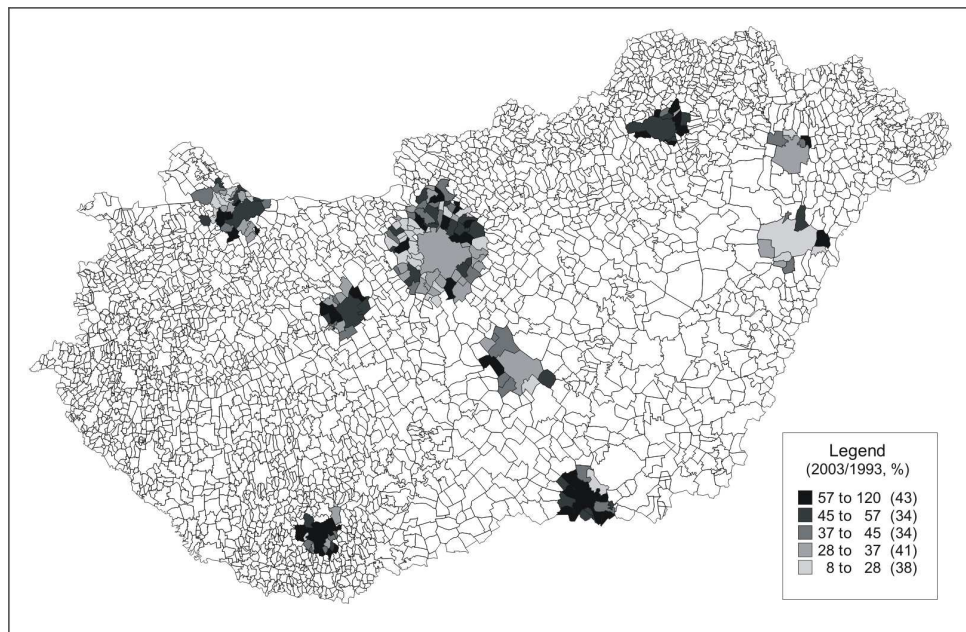 Legend
(2003/1993, %)
57 to 120 (43)
45 to 57 (34)
37 to 45 (34)
28 to 37 (41)
8 to 28 (38)